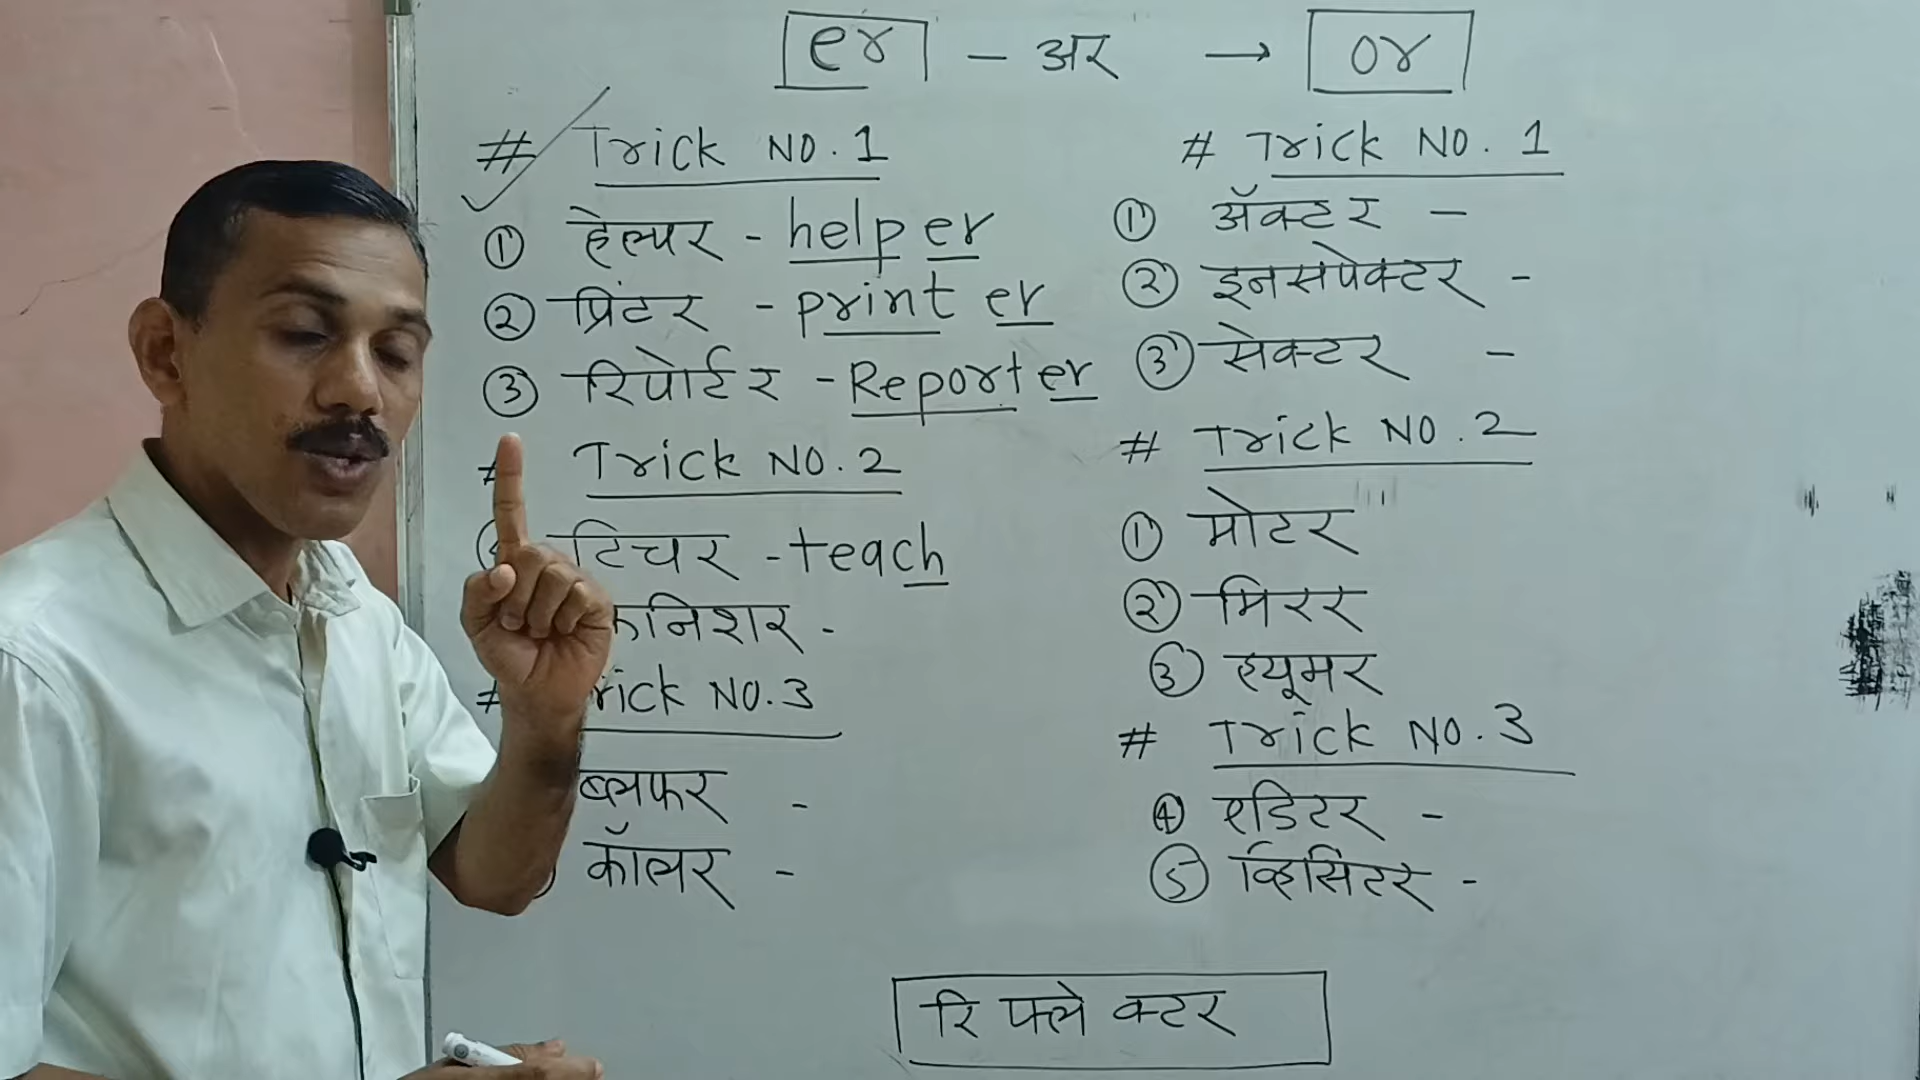 er - अर → or
# Trick NO. 1
① हेल्पर - helper
② प्रिंटर - printer
③ रिपोर्टर - Reporter
# Trick NO. 2
टिचर - teach
निशर -
# rick NO. 3
ब्लफर -
कॉलर -
# Trick NO. 1
① ॲक्टर -
② इनसपेक्टर -
③ सेक्टर -
# Trick NO. 2
① मोटर
② मिरर
③ ह्यूमर
# Trick NO. 3
④ एडिटर -
⑤ व्हिसिटर -
रिफ्लेक्टर